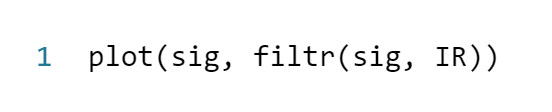 1 plot(sig, filtr(sig, IR))